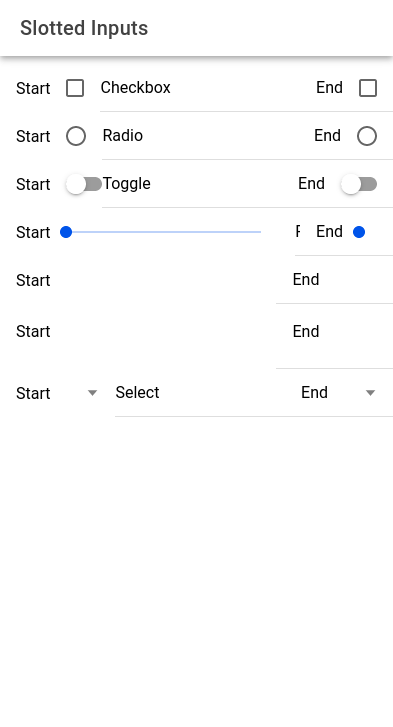 Slotted Inputs
Start Checkbox End
Start Radio End
Start Toggle End
Start End
Start End
Start End
Start Select End